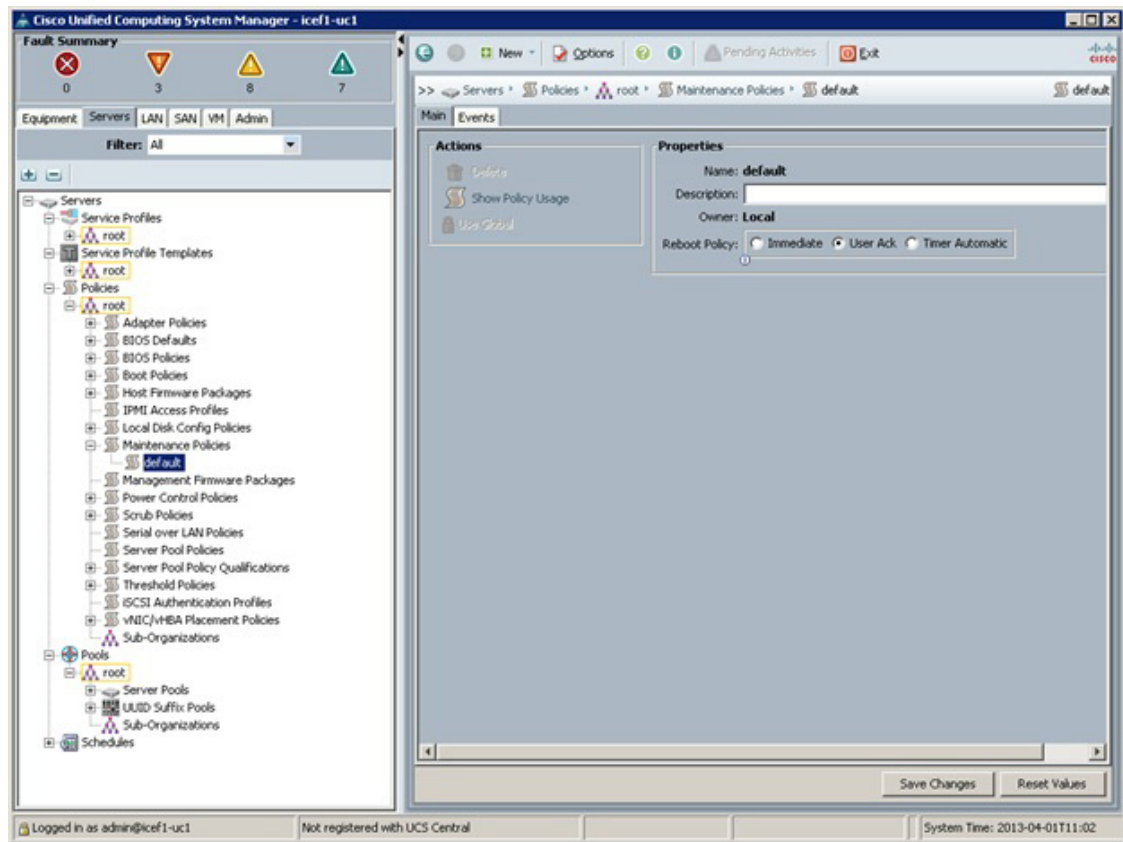 Cisco Unified Computing System Manager - icef1-uc1
Fault Summary
0 3 8 7
Equipment Servers LAN SAN VM Admin
Filter: All
Servers
Service Profiles
root
Service Profile Templates
root
Policies
root
Adapter Policies
BIOS Defaults
BIOS Policies
Boot Policies
Host Firmware Packages
IPMI Access Profiles
Local Disk Config Policies
Maintenance Policies
default
Management Firmware Packages
Power Control Policies
Scrub Policies
Serial over LAN Policies
Server Pool Policies
Server Pool Policy Qualifications
Threshold Policies
iSCSI Authentication Profiles
vNIC/vHBA Placement Policies
Sub-Organizations
Pools
root
Server Pools
UUID Suffix Pools
Sub-Organizations
Schedules
New Options Pending Activities Exit
CISCO
>> Servers Policies root Maintenance Policies default default
Main Events
Actions
Delete
Show Policy Usage
Use Global
Properties
Name: default
Description:
Owner: Local
Reboot Policy: Immediate User Ack Timer Automatic
Save Changes Reset Values
Logged in as admin@icef1-uc1 Not registered with UCS Central System Time: 2013-04-01T11:02